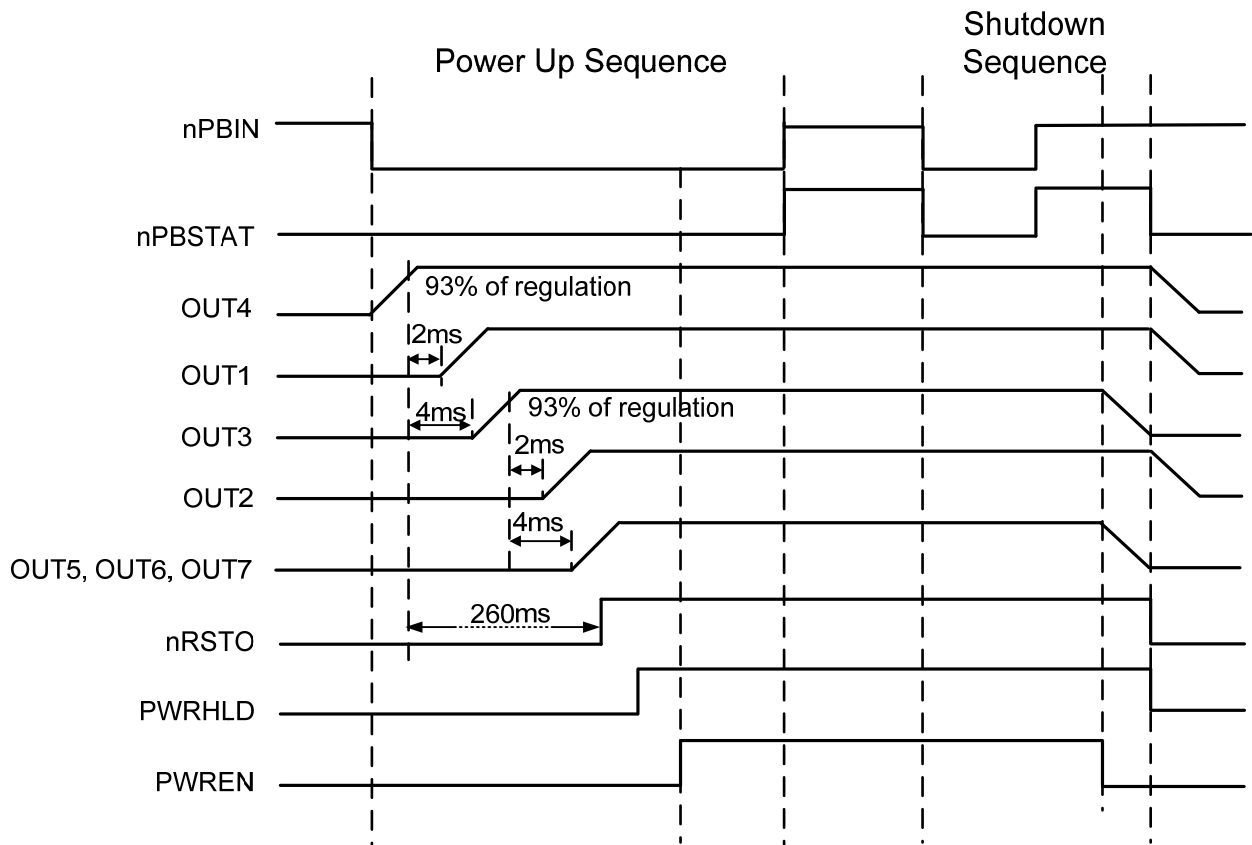 Power Up Sequence
Shutdown
Sequence
nPBIN
nPBSTAT
93% of regulation
OUT4
2ms
OUT1
4ms
93% of regulation
OUT3
2ms
OUT2
4ms
OUT5, OUT6, OUT7
260ms
nRSTO
PWRHLD
PWREN